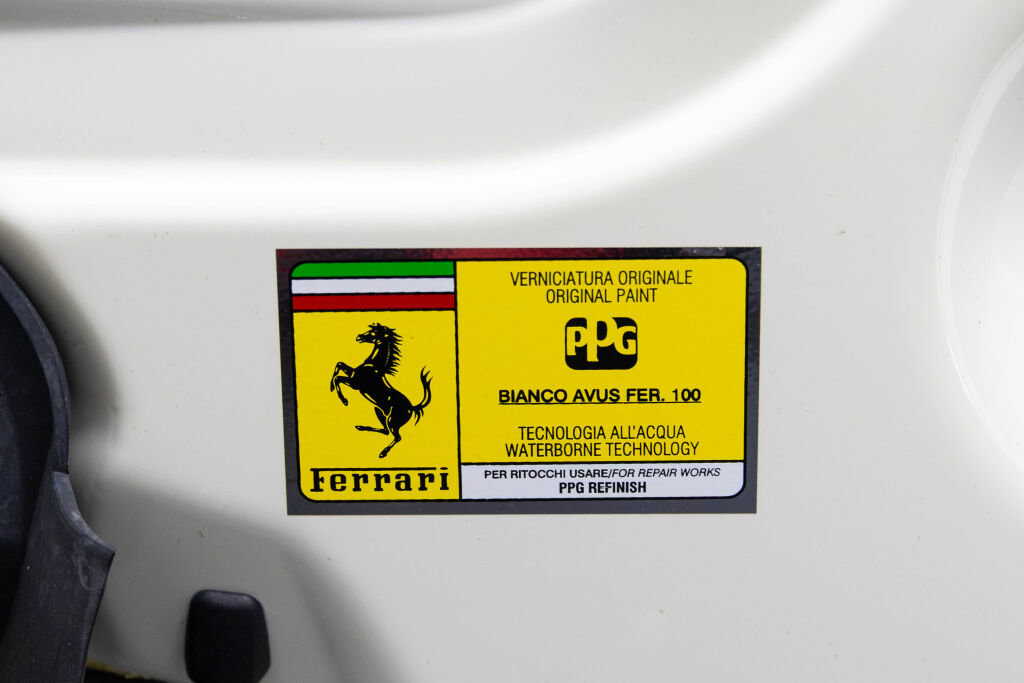 Ferrari
VERNICIATURA ORIGINALE
ORIGINAL PAINT
PPG
BIANCO AVUS FER. 100
TECNOLOGIA ALL'ACQUA
WATERBORNE TECHNOLOGY
PER RITOCCHI USARE/FOR REPAIR WORKS
PPG REFINISH